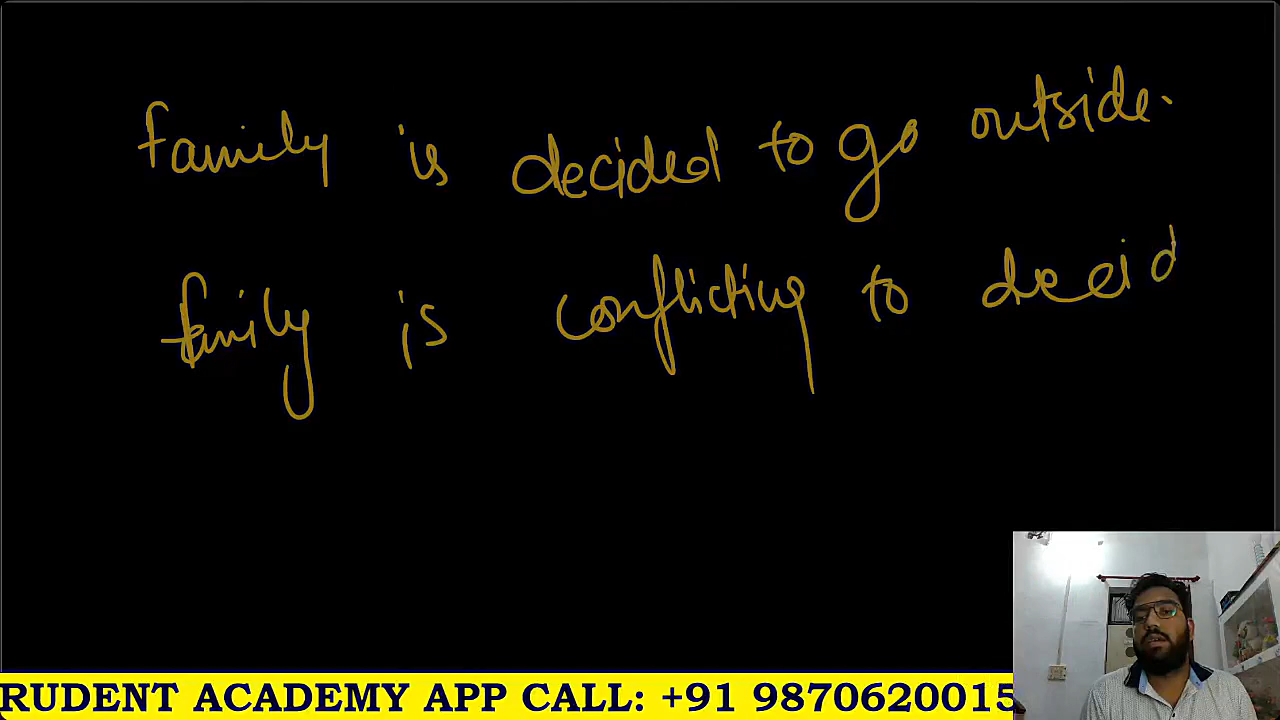 family is decided to go outside.
family is conflicting to decid
RUDENT ACADEMY APP CALL: +91 9870620015